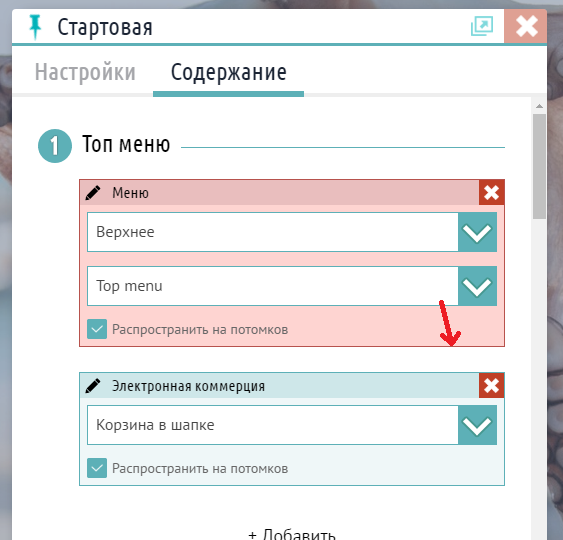 Стартовая
Настройки Содержание
1 Топ меню
Меню
Верхнее
Top menu
Распространить на потомков
Электронная коммерция
Корзина в шапке
Распространить на потомков
+ Добавить